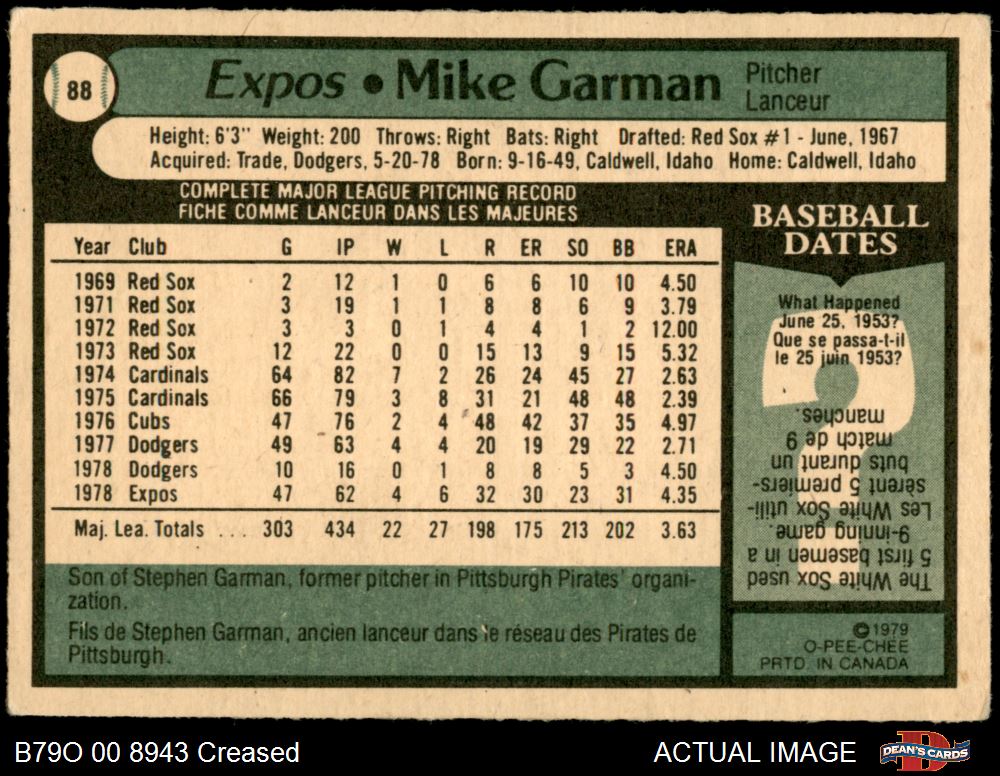 88
Expos • Mike Garman
Pitcher
Lanceur
Height: 6'3" Weight: 200 Throws: Right Bats: Right Drafted: Red Sox #1 - June, 1967
Acquired: Trade, Dodgers, 5-20-78 Born: 9-16-49, Caldwell, Idaho Home: Caldwell, Idaho
COMPLETE MAJOR LEAGUE PITCHING RECORD
FICHE COMME LANCEUR DANS LES MAJEURES
Year Club G IP W L R ER SO BB ERA
1969 Red Sox 2 12 1 0 6 6 10 10 4.50
1971 Red Sox 3 19 1 1 8 8 6 9 3.79
1972 Red Sox 3 3 0 1 4 4 1 2 12.00
1973 Red Sox 12 22 0 0 15 13 9 15 5.32
1974 Cardinals 64 82 7 2 26 24 45 27 2.63
1975 Cardinals 66 79 3 8 31 21 48 48 2.39
1976 Cubs 47 76 2 4 48 42 37 35 4.97
1977 Dodgers 49 63 4 4 20 19 29 22 2.71
1978 Dodgers 10 16 0 1 8 8 5 3 4.50
1978 Expos 47 62 4 6 32 30 23 31 4.35
Maj. Lea. Totals ... 303 434 22 27 198 175 213 202 3.63
Son of Stephen Garman, former pitcher in Pittsburgh Pirates' organi-
zation.
Fils de Stephen Garman, ancien lanceur dans le réseau des Pirates de
Pittsburgh.
BASEBALL
DATES
What Happened
June 25, 1953?
Que se passa-t-il
le 25 juin 1953?
The White Sox used
5 first basemen in a
9-inning game.
Les White Sox utili-
sèrent 5 premiers-
buts durant un
match de 9
manches.
©1979
O-PEE-CHEE
PRTD. IN CANADA
B79O 00 8943 Creased
ACTUAL IMAGE
D
DEAN'S CARDS